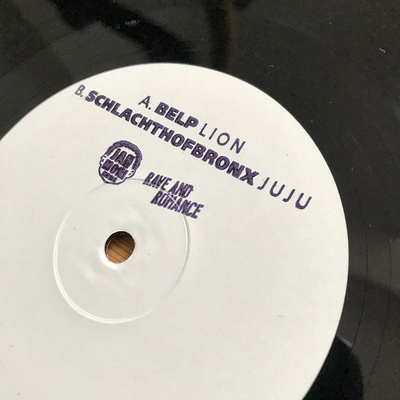 A. BELP LION
B. SCHLACHTHOFBRONX JUJU
RAVE AND
ROMANCE